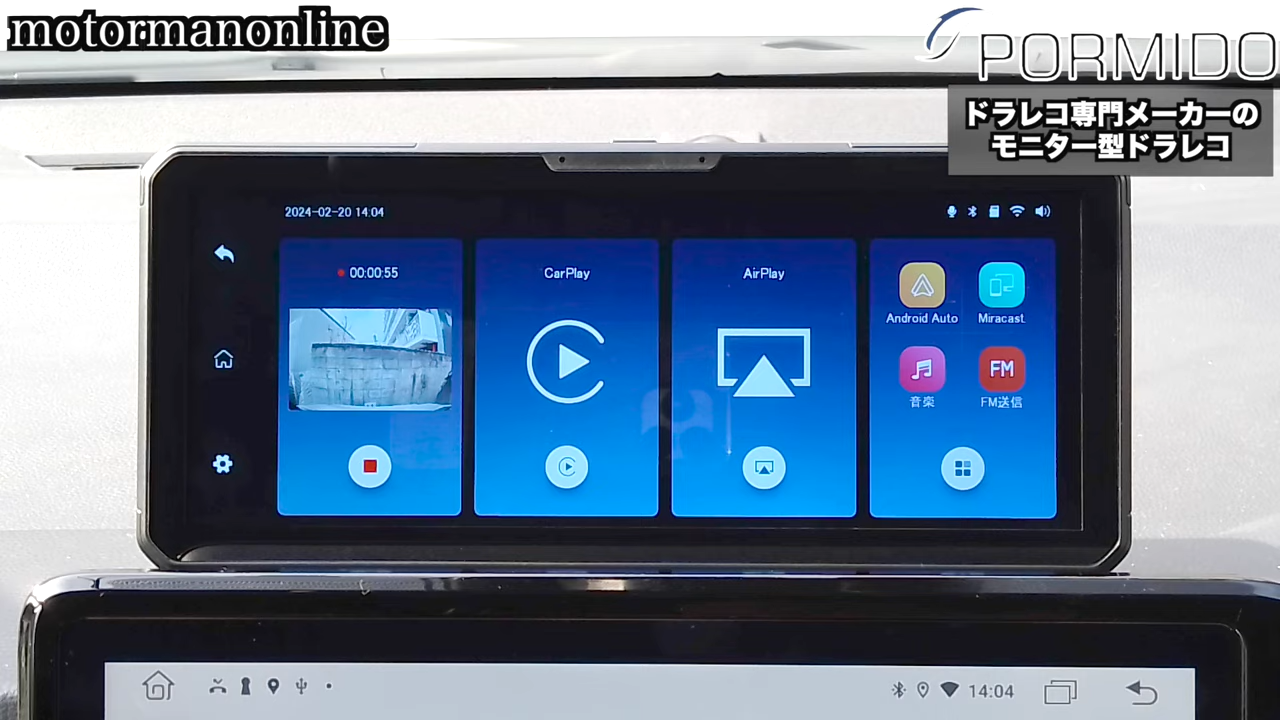 motormanonline
PORMIDO
ドラレコ専門メーカーの
モニター型ドラレコ
2024-02-20 14:04
00:00:55
CarPlay
AirPlay
Android Auto
Miracast
FM
音楽
FM送信
14:04